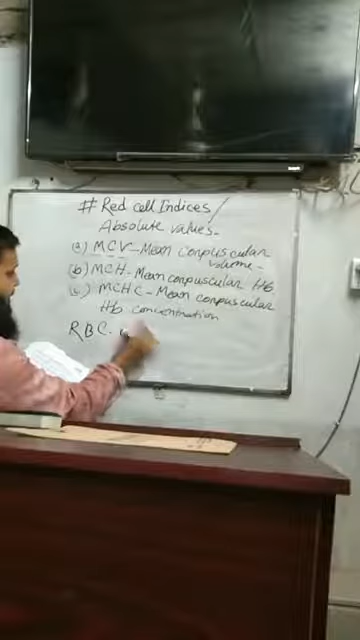 # Red cell Indices/
Absolute values-
(a) MCV-Mean corpuscular
volume-
(b) MCH-Mean corpuscular Hb
(c) MCHC-Mean corpuscular
Hb concentration
RBC-